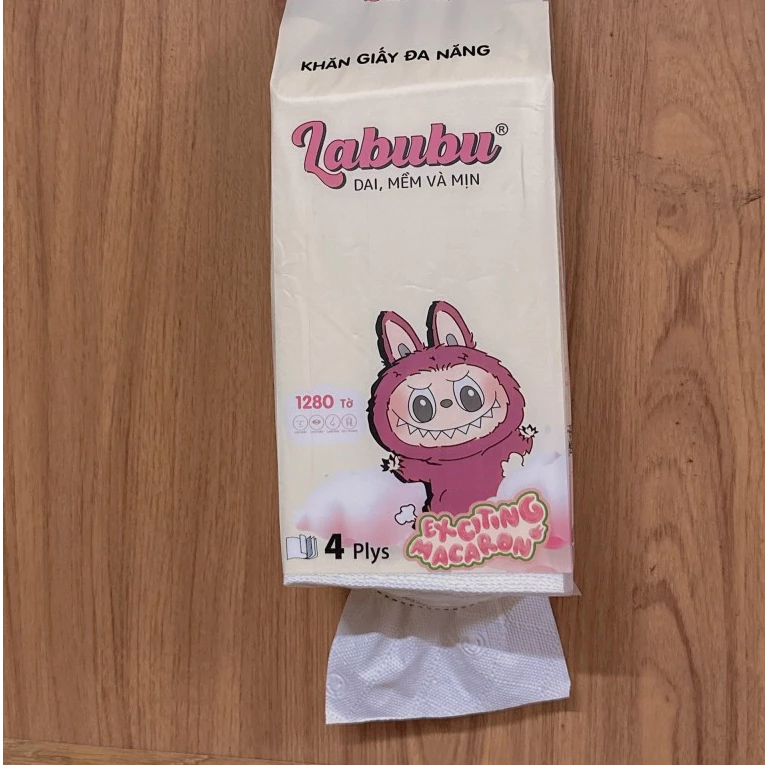 KHĂN GIẤY ĐA NĂNG
Labubu®
DAI, MỀM VÀ MỊN
1280 Tờ
4 Plys
EXCITING
MACARON